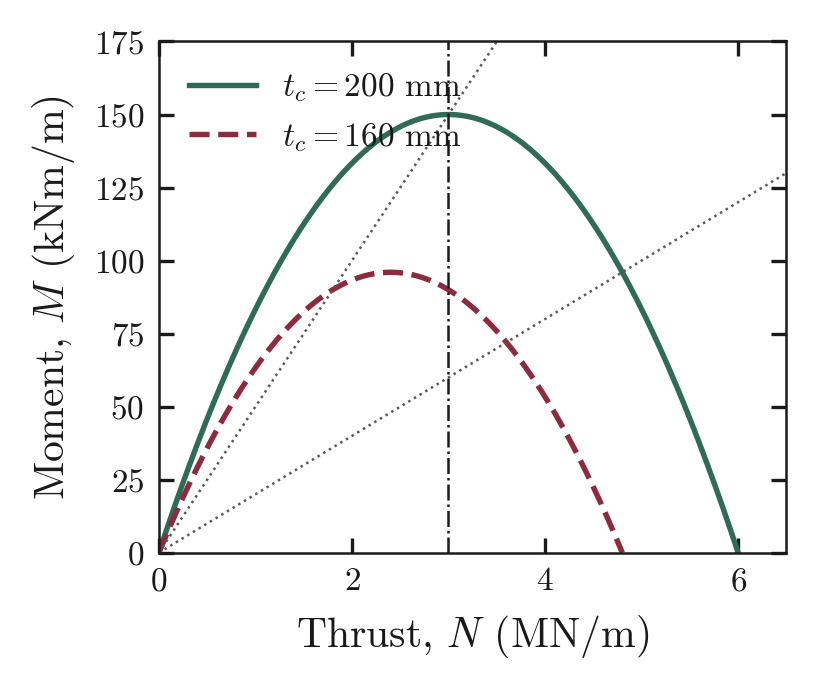 175
150
125
100
75
50
25
0
Moment, M (kNm/m)
t_c = 200 mm
t_c = 160 mm
0 2 4 6
Thrust, N (MN/m)